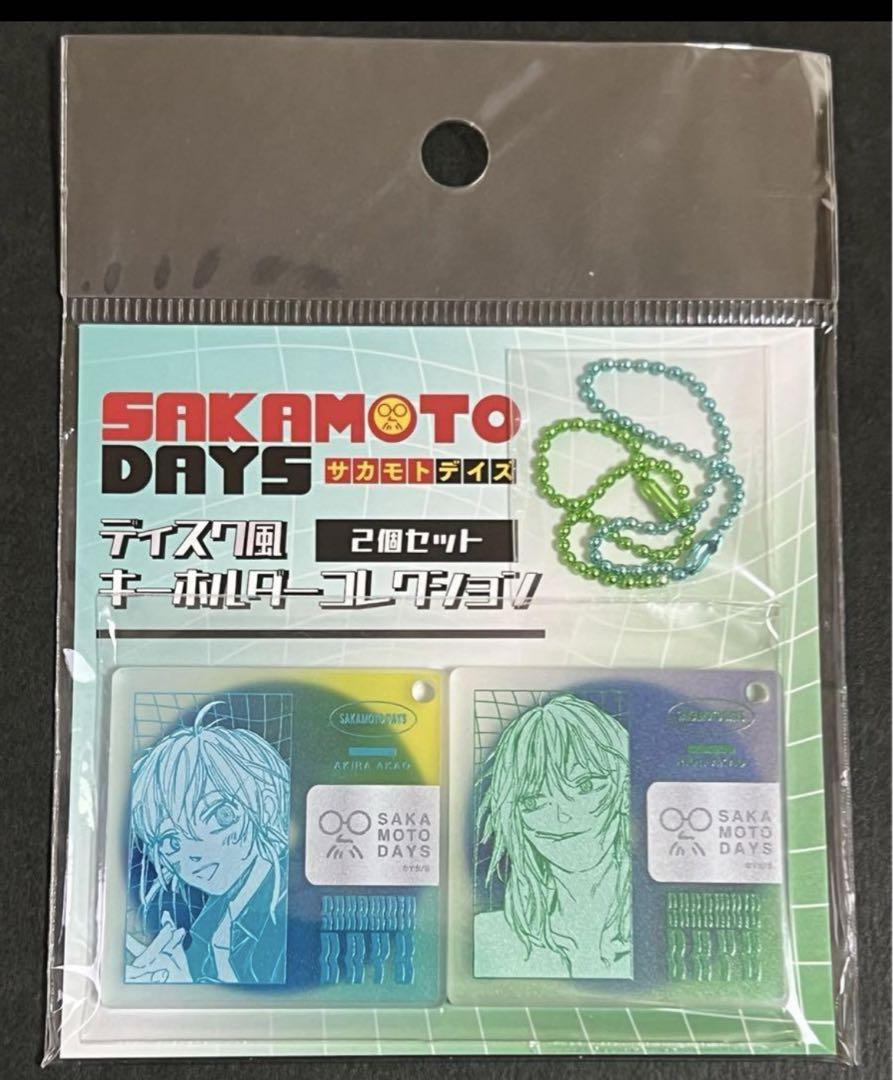 SAKAMOTO
DAYS サカモトデイズ
ディスク風 2個セット
キーホルダーコレクション
SAKAMOTO DAYS
AKIRA AKAO
SAKA
MOTO
DAYS
SAKAMOTO DAYS
SAKA
MOTO
DAYS